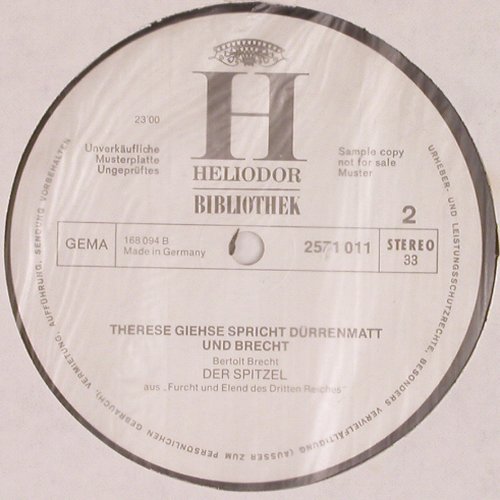 H
23'00
Unverkäufliche
Musterplatte
Ungeprüftes
Sample copy
not for sale
Muster
HELIODOR
BIBLIOTHEK
2
GEMA
168 094 B
Made in Germany
2571 011
STEREO
33
THERESE GIEHSE SPRICHT DÜRRENMATT
UND BRECHT
Bertolt Brecht
DER SPITZEL
aus „Furcht und Elend des Dritten Reiches"
URHEBER- UND LEISTUNGSSCHUTZRECHTE, BESONDERS VERVIELFÄLTIGUNG (AUSSER ZUM PERSÖNLICHEN GEBRAUCH), VERMIETUNG, AUFFÜHRUNG, SENDUNG VORBEHALTEN